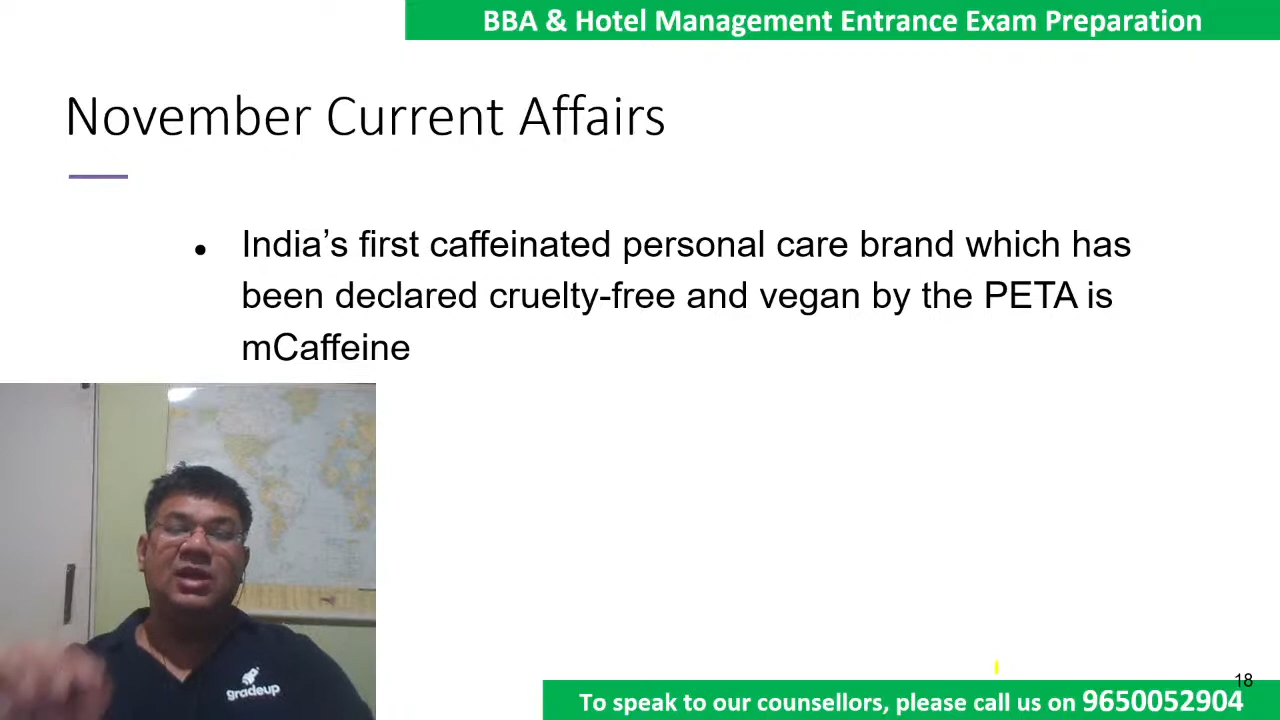 BBA & Hotel Management Entrance Exam Preparation
November Current Affairs
• India’s first caffeinated personal care brand which has
been declared cruelty-free and vegan by the PETA is
mCaffeine
gradeup
18
To speak to our counsellors, please call us on 9650052904